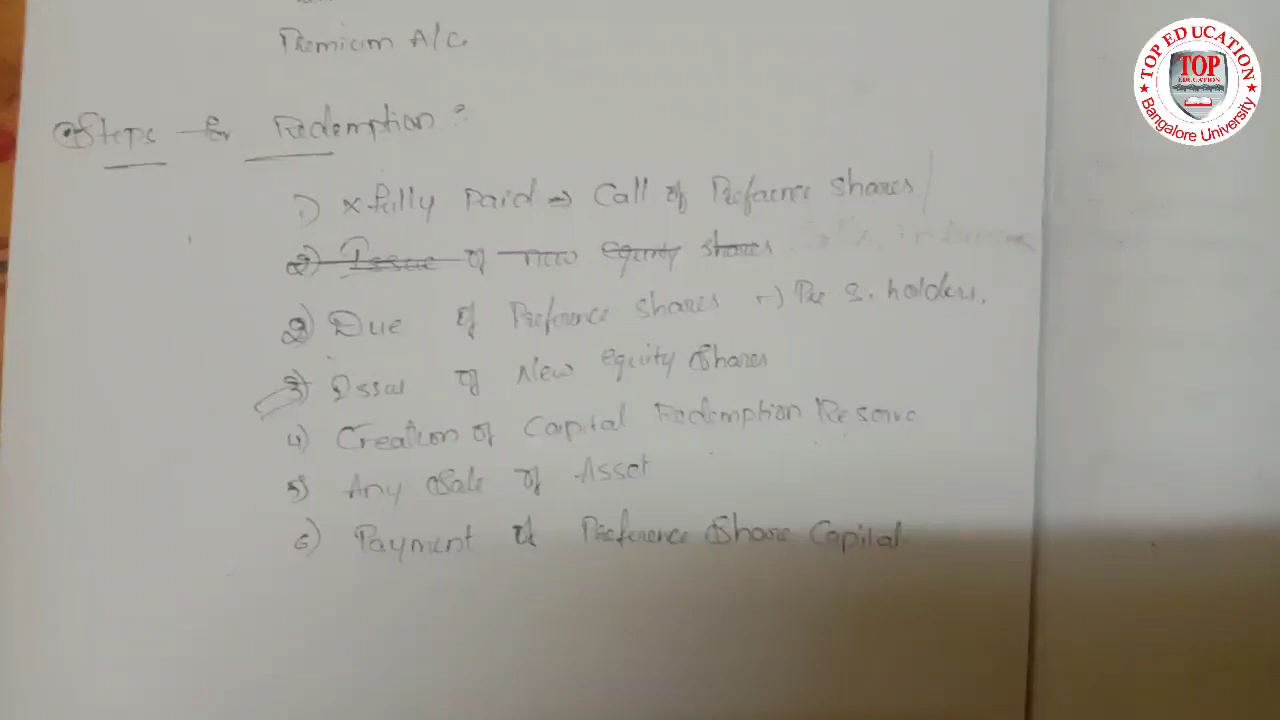 Premium A/c.
TOP EDUCATION
TOP
EDUCATION
Bangalore University
Steps for Redemption :
1) x fully Paid → Call of Preference Shares
2) Issue of new equity shares
2) Due of Preference Shares → Pre S. holders.
3) Issue of New equity Shares
4) Creation of Capital Redemption Reserve
5) Any Sale of Asset
6) Payment of Preference Share Capital